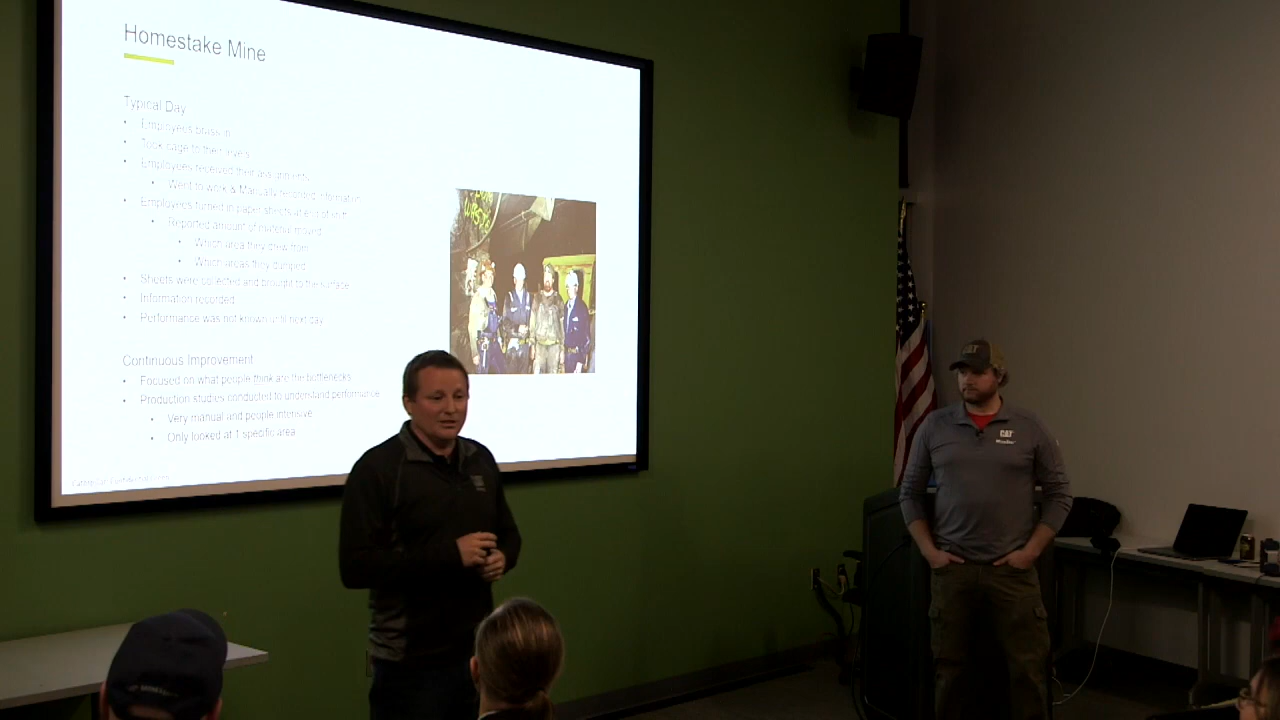 Homestake Mine
Typical Day
• Employees brass in
• Took cage to their levels
• Employees received their assignments
• Went to work & Manually recorded information
• Employees turned in paper sheets at end of shift
• Reported amount of material moved
• Which area they drew from
• Which areas they dumped
• Sheets were collected and brought to the surface
• Information recorded
• Performance was not known until next day
Continuous Improvement
• Focused on what people think are the bottlenecks
• Production studies conducted to understand performance
• Very manual and people intensive
• Only looked at 1 specific area
CAT
CAT